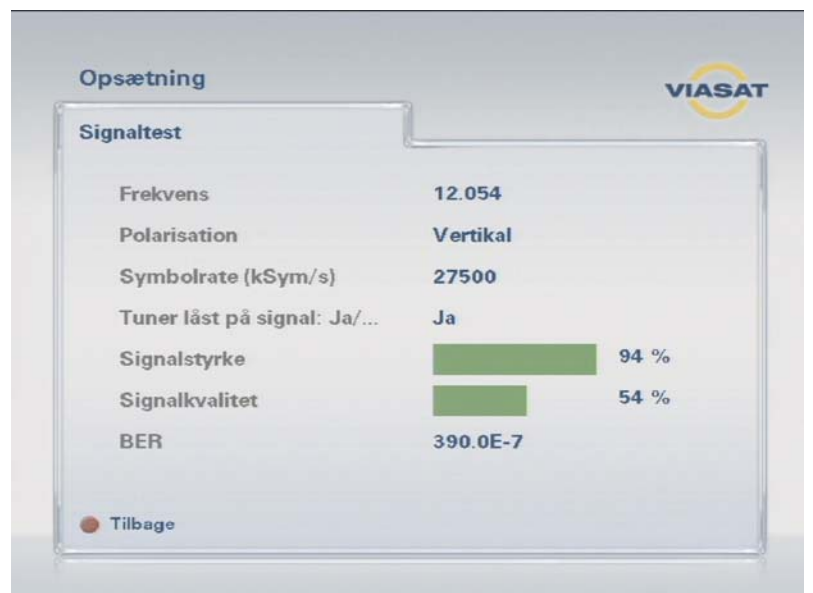 Opsætning
VIASAT
Signaltest
Frekvens 12.054
Polarisation Vertikal
Symbolrate (kSym/s) 27500
Tuner låst på signal: Ja/... Ja
Signalstyrke 94 %
Signalkvalitet 54 %
BER 390.0E-7
Tilbage